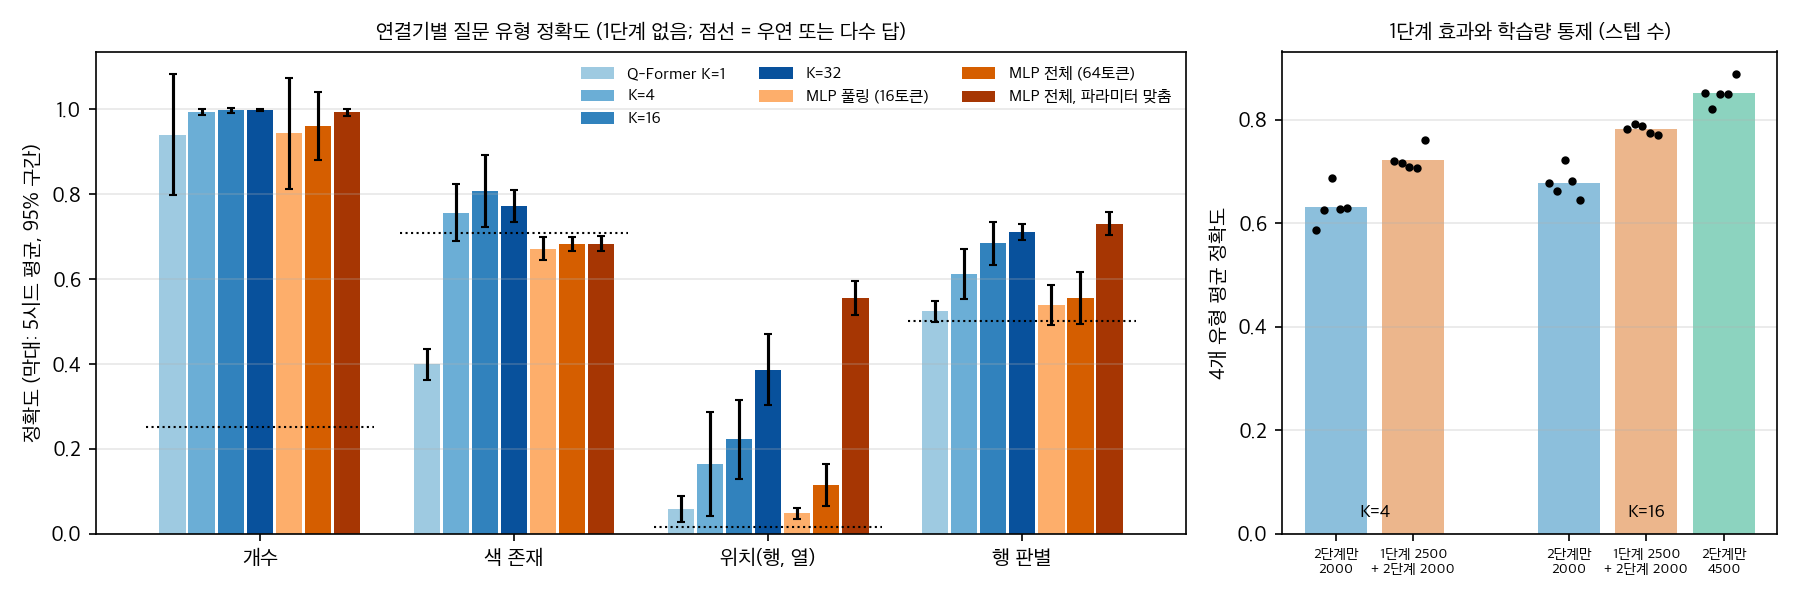 연결기별 질문 유형 정확도 (1단계 없음; 점선 = 우연 또는 다수 답)
정확도 (막대: 5시드 평균, 95% 구간)
1.0
0.8
0.6
0.4
0.2
0.0
Q-Former K=1
K=4
K=16
K=32
MLP 풀링 (16토큰)
MLP 전체 (64토큰)
MLP 전체, 파라미터 맞춤
개수
색 존재
위치(행, 열)
행 판별
1단계 효과와 학습량 통제 (스텝 수)
4개 유형 평균 정확도
0.8
0.6
0.4
0.2
0.0
K=4
K=16
2단계만
2000
1단계 2500
+ 2단계 2000
2단계만
2000
1단계 2500
+ 2단계 2000
2단계만
4500